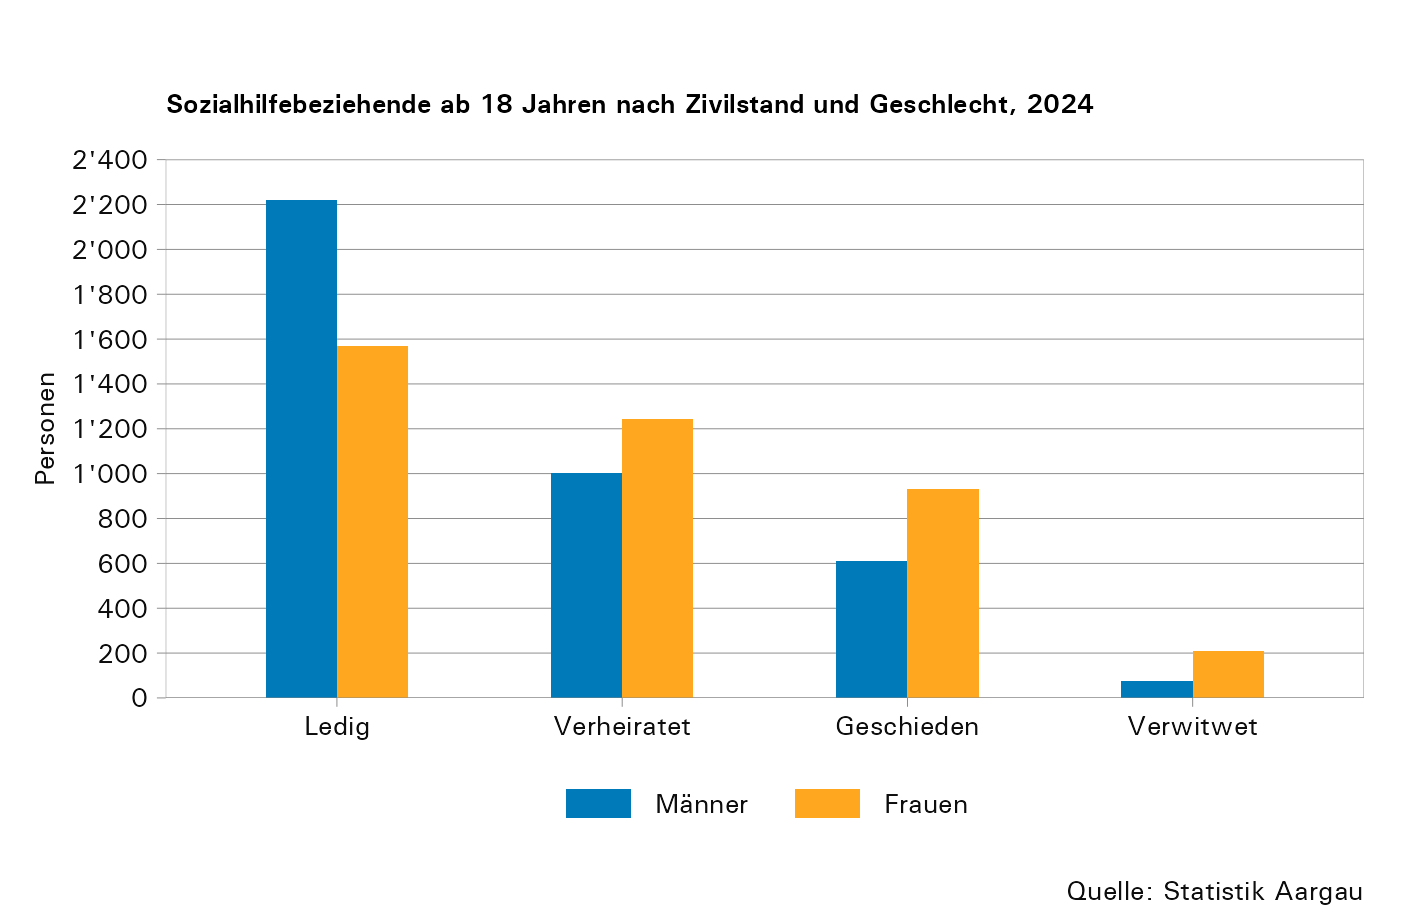 Sozialhilfebeziehende ab 18 Jahren nach Zivilstand und Geschlecht, 2024
Personen
2'400
2'200
2'000
1'800
1'600
1'400
1'200
1'000
800
600
400
200
0
Ledig Verheiratet Geschieden Verwitwet
Männer Frauen
Quelle: Statistik Aargau